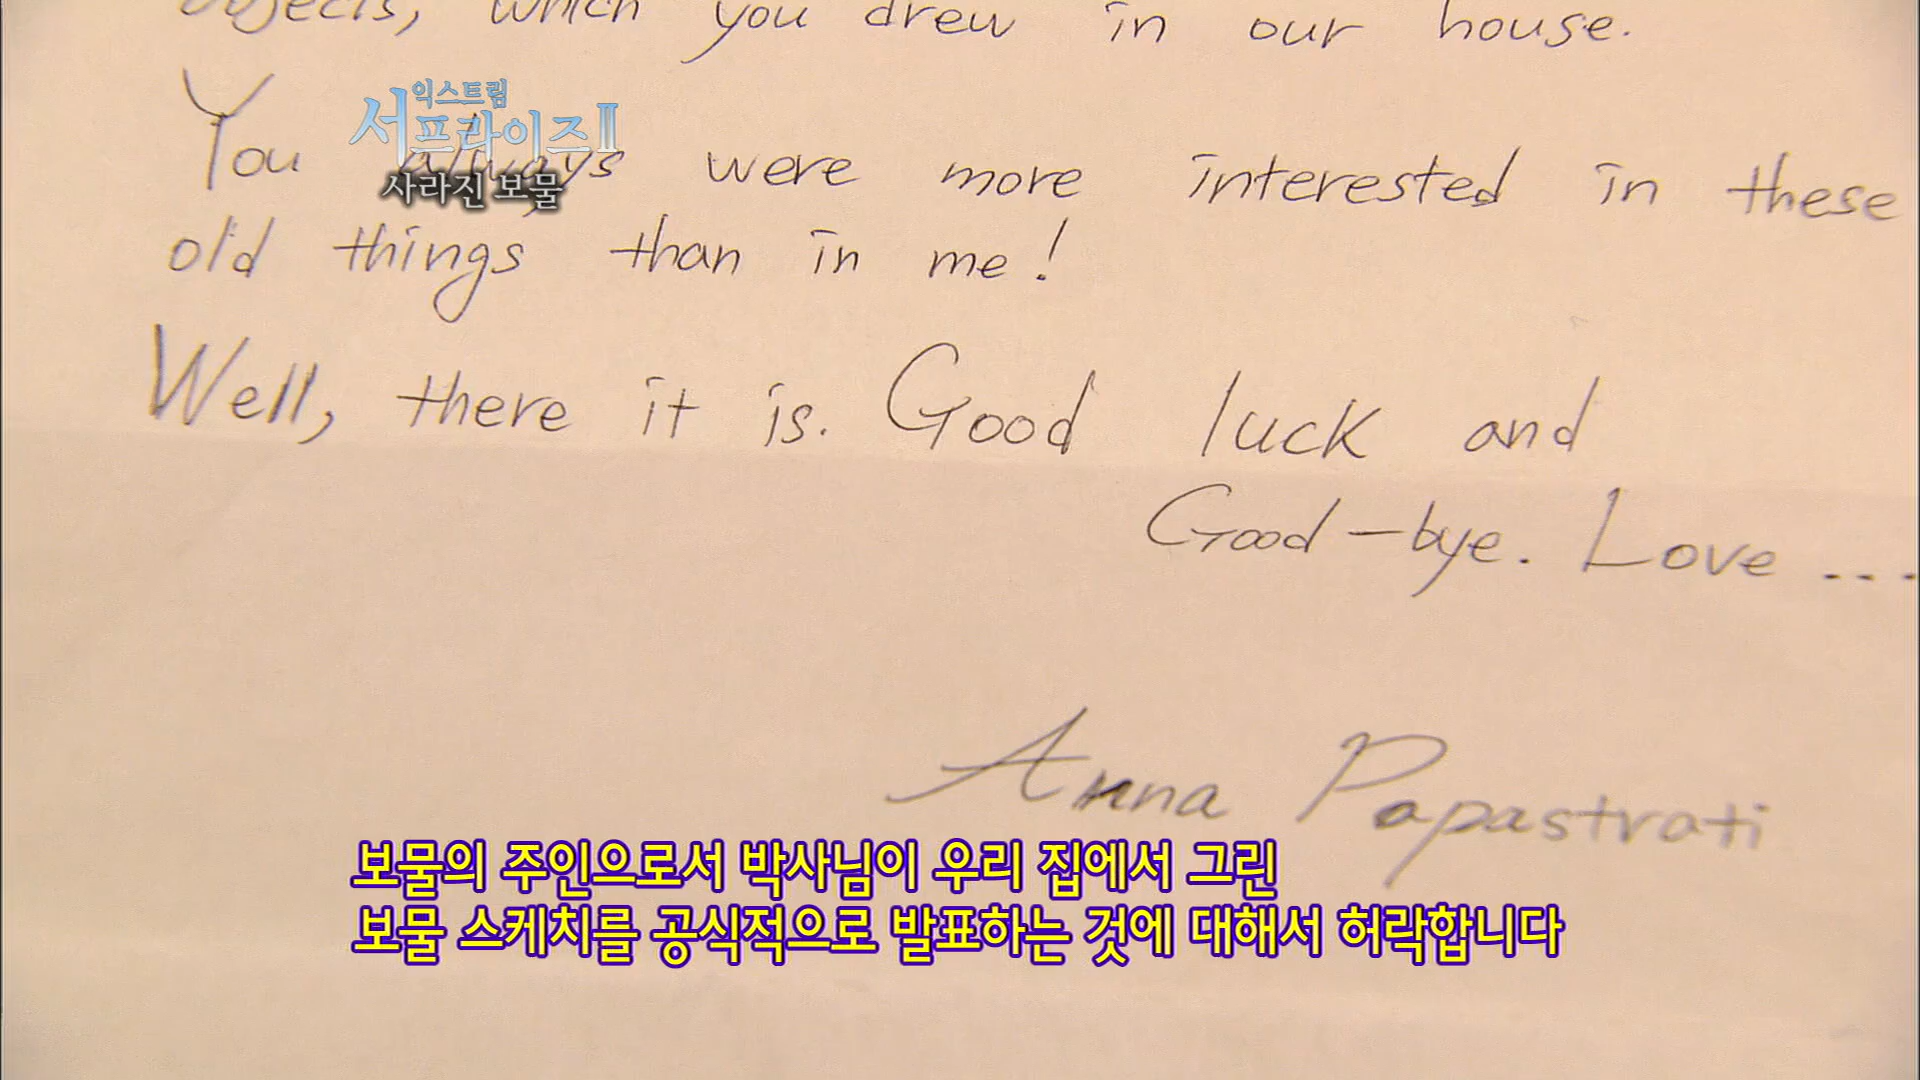 objects, which you drew in our house.
익스트림
서프라이즈 II
사라진 보물
You always were more interested in these
old things than in me!
Well, there it is. Good luck and
Good-bye. Love ...
Anna Papastrati
보물의 주인으로서 박사님이 우리 집에서 그린
보물 스케치를 공식적으로 발표하는 것에 대해서 허락합니다